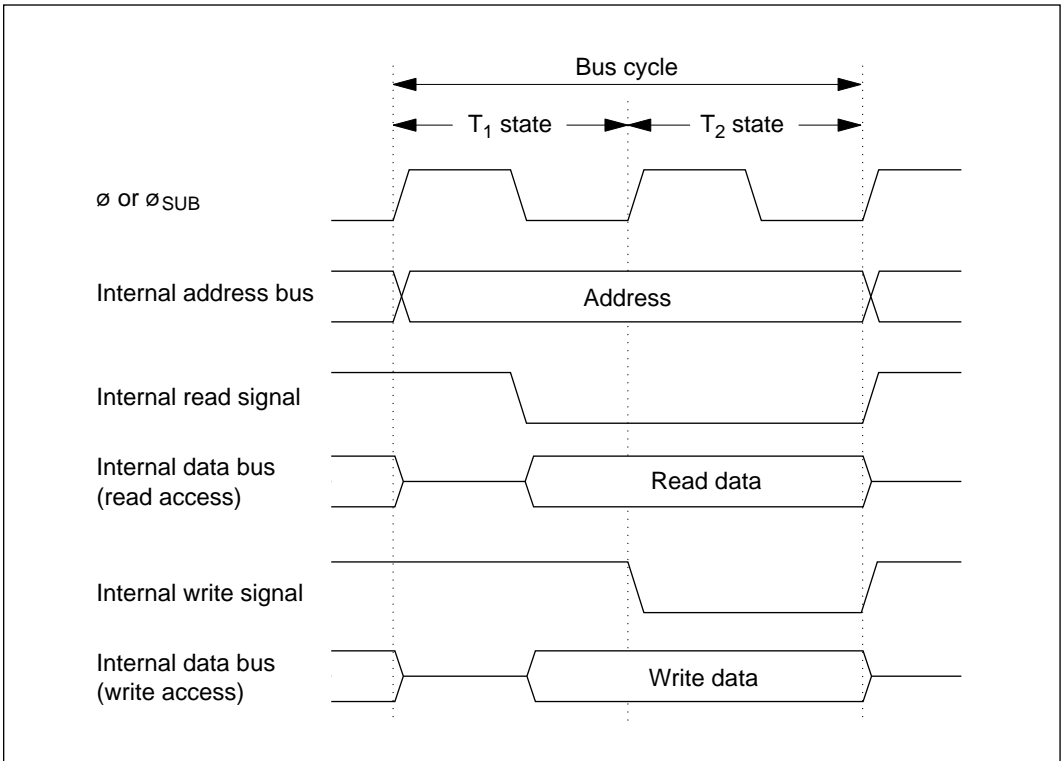 Bus cycle
T₁ state
T₂ state
ø or øSUB
Internal address bus
Address
Internal read signal
Internal data bus
(read access)
Read data
Internal write signal
Internal data bus
(write access)
Write data